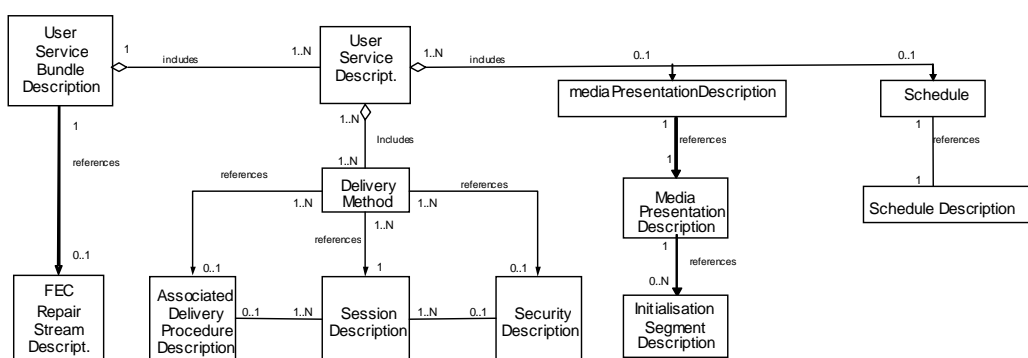 User
Service
Bundle
Description
1
includes
1..N
User
Service
Descript.
1..N
includes
0..1
0..1
mediaPresentationDescription
Schedule
1
references
0..1
FEC
Repair
Stream
Descript.
1..N
Includes
1..N
Delivery
Method
references
1..N
references
1..N
1..N
references
0..1
1
0..1
Associated
Delivery
Procedure
Description
0..1
1..N
Session
Description
1..N
0..1
Security
Description
1
references
1
Media
Presentation
Description
1
references
0..N
Initialisation
Segment
Description
1
references
1
Schedule Description